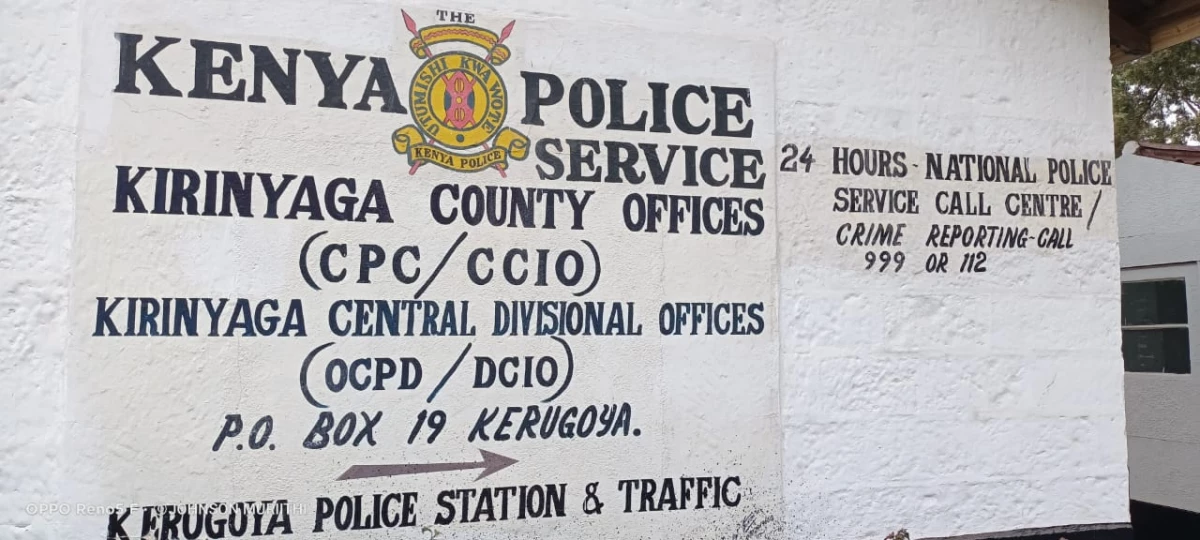 THE
KENYA POLICE
SERVICE
UTUMISHI KWA WOTE
KENYA POLICE
KIRINYAGA COUNTY OFFICES
(CPC/CCIO)
KIRINYAGA CENTRAL DIVISIONAL OFFICES
(OCPD/DCIO)
P.O. BOX 19 KERUGOYA.
KERUGOYA POLICE STATION & TRAFFIC
24 HOURS-NATIONAL POLICE
SERVICE CALL CENTRE/
CRIME REPORTING-CALL
999 OR 112
OPPO Reno5 F · © JOHNSON MURIITHI